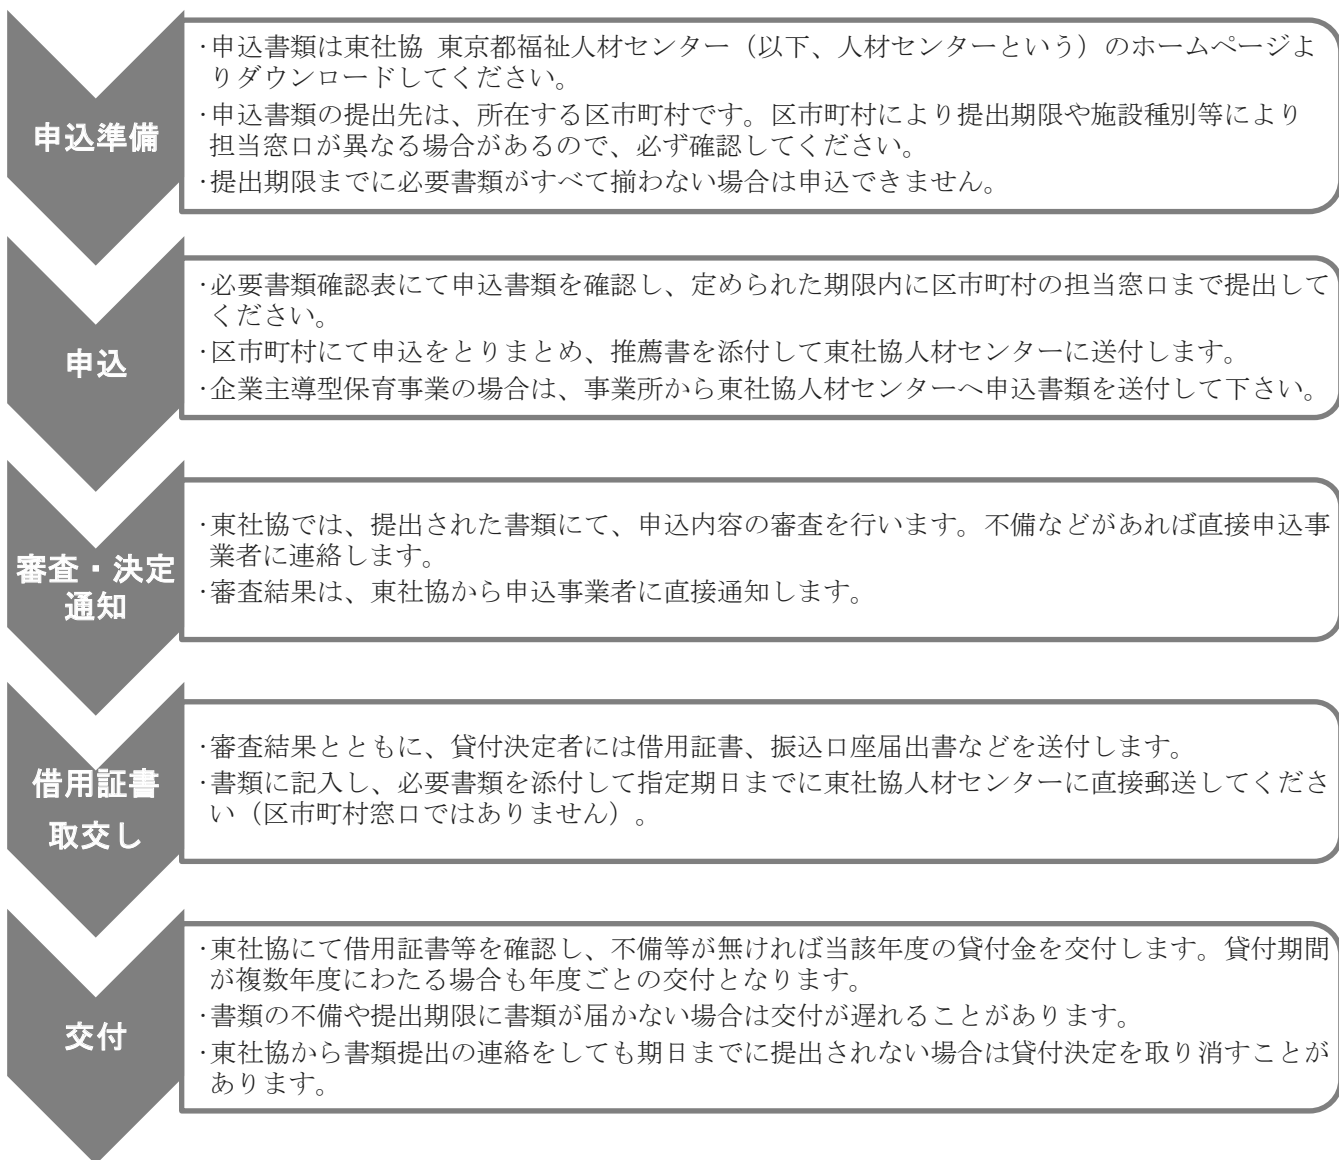 申込準備
·申込書類は東社協 東京都福祉人材センター（以下、人材センターという）のホームページよ
りダウンロードしてください。
·申込書類の提出先は、所在する区市町村です。区市町村により提出期限や施設種別等により
担当窓口が異なる場合があるので、必ず確認してください。
·提出期限までに必要書類がすべて揃わない場合は申込できません。
申込
·必要書類確認表にて申込書類を確認し、定められた期限内に区市町村の担当窓口まで提出して
ください。
·区市町村にて申込をとりまとめ、推薦書を添付して東社協人材センターに送付します。
·企業主導型保育事業の場合は、事業所から東社協人材センターへ申込書類を送付して下さい。
審査・決定
通知
·東社協では、提出された書類にて、申込内容の審査を行います。不備などがあれば直接申込事
業者に連絡します。
·審査結果は、東社協から申込事業者に直接通知します。
借用証書
取交し
·審査結果とともに、貸付決定者には借用証書、振込口座届出書などを送付します。
·書類に記入し、必要書類を添付して指定期日までに東社協人材センターに直接郵送してくださ
い（区市町村窓口ではありません）。
交付
·東社協にて借用証書等を確認し、不備等が無ければ当該年度の貸付金を交付します。貸付期間
が複数年度にわたる場合も年度ごとの交付となります。
·書類の不備や提出期限に書類が届かない場合は交付が遅れることがあります。
·東社協から書類提出の連絡をしても期日までに提出されない場合は貸付決定を取り消すことが
あります。